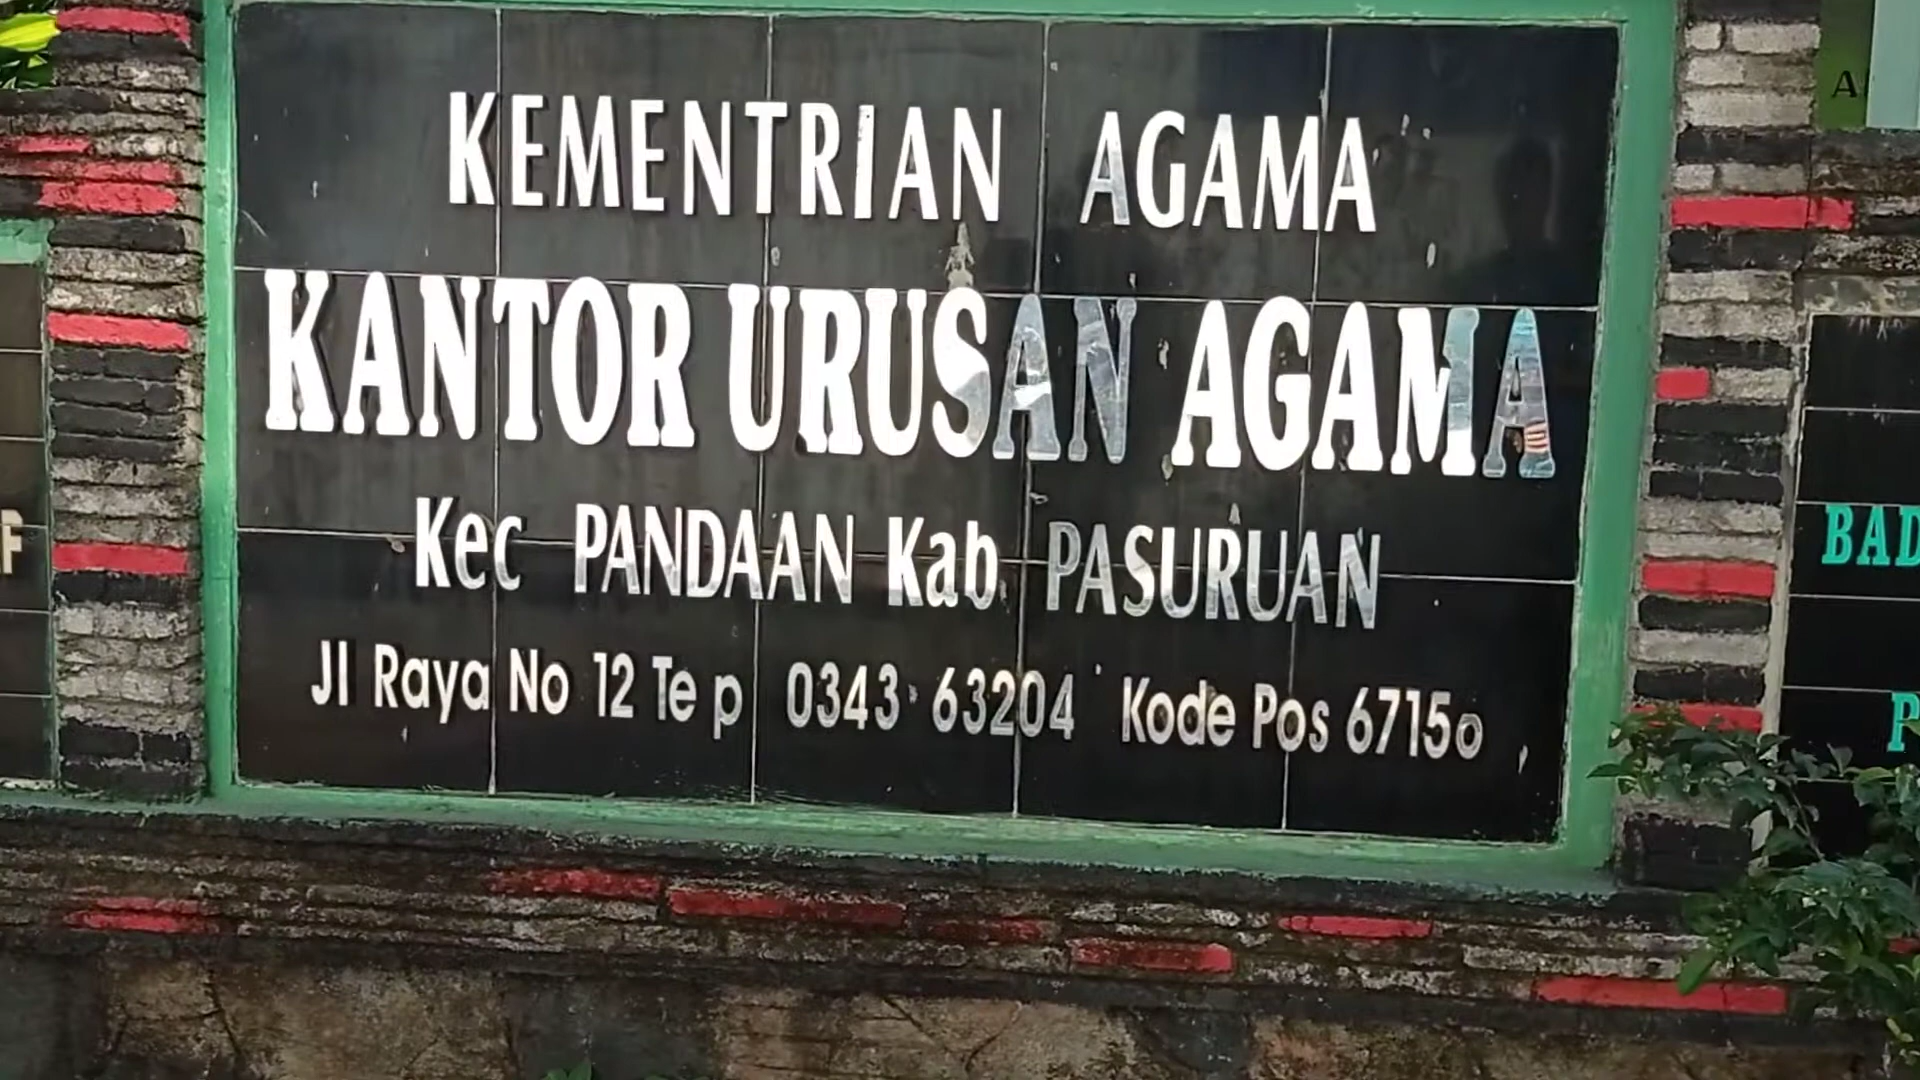 KEMENTRIAN AGAMA
KANTOR URUSAN AGAMA
Kec PANDAAN Kab PASURUAN
Jl Raya No 12 Te p 0343 63204 Kode Pos 6715o